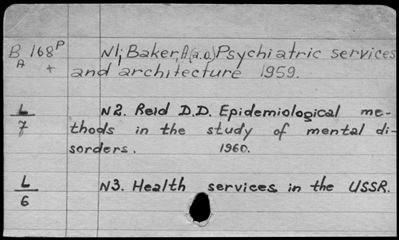 B 168P N1; Baker, A (a.o.) Psychiatric services
A + and architecture 1959.
L N2. Reid D.D. Epidemiological me-
7 thods in the study of mental di-
sorders. 1960.
L N3. Health services in the USSR.
6